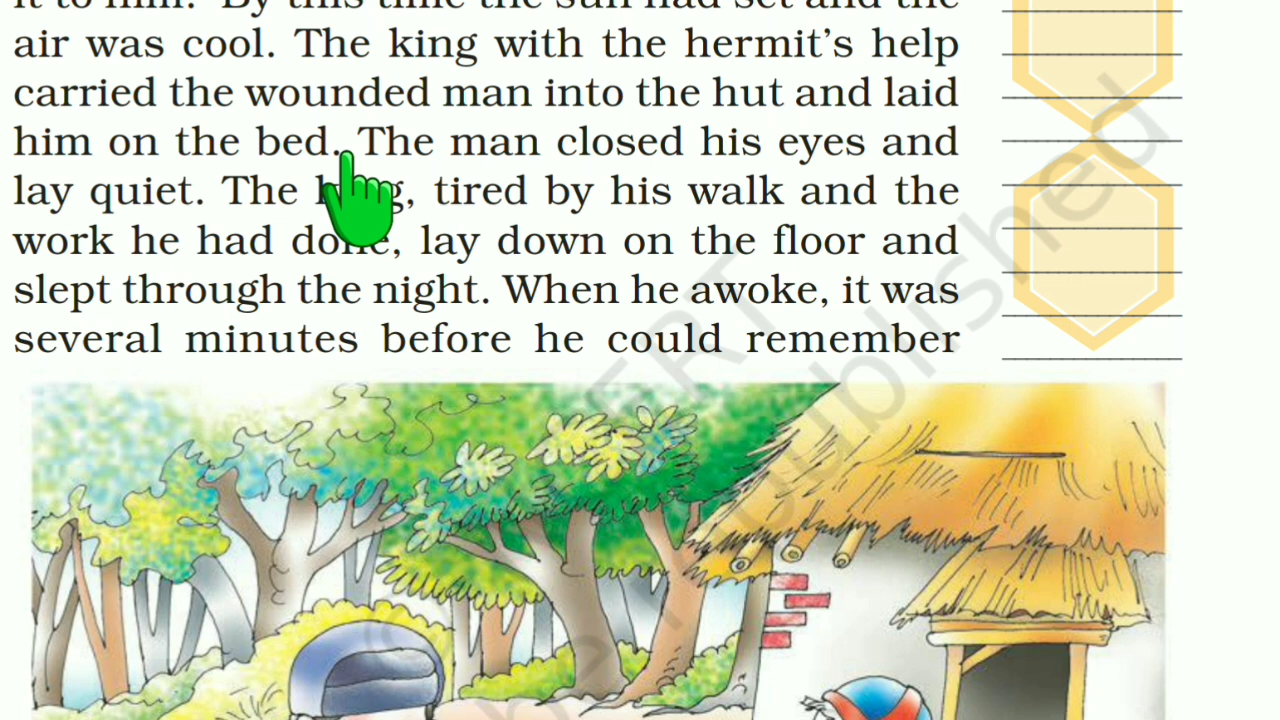 it to him. By this time the sun had set and the
air was cool. The king with the hermit's help
carried the wounded man into the hut and laid
him on the bed. The man closed his eyes and
lay quiet. The , tired by his walk and the
work he had done, lay down on the floor and
slept through the night. When he awoke, it was
several minutes before he could remember